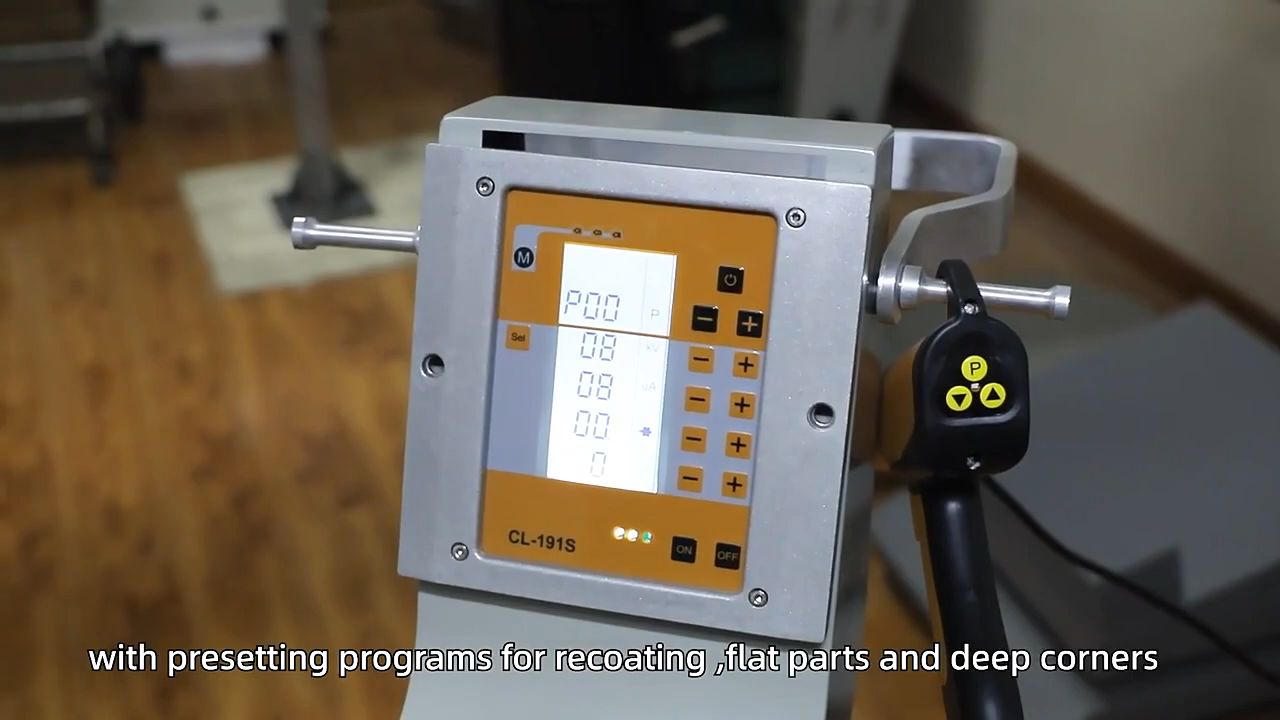 M
P00 P
Sel
08 kV
08 µA
00
0
CL-191S
ON OFF
P
with presetting programs for recoating ,flat parts and deep corners